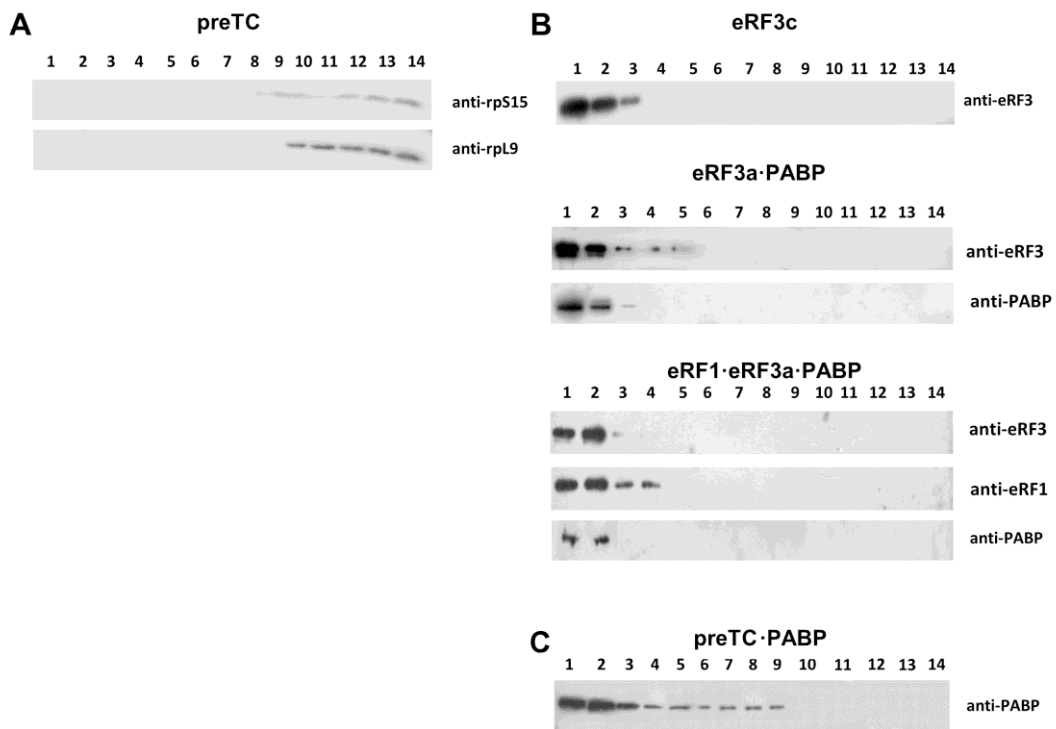 A
preTC
1 2 3 4 5 6 7 8 9 10 11 12 13 14
anti-rpS15
anti-rpL9
B
eRF3c
1 2 3 4 5 6 7 8 9 10 11 12 13 14
anti-eRF3
eRF3a·PABP
1 2 3 4 5 6 7 8 9 10 11 12 13 14
anti-eRF3
anti-PABP
eRF1·eRF3a·PABP
1 2 3 4 5 6 7 8 9 10 11 12 13 14
anti-eRF3
anti-eRF1
anti-PABP
C
preTC·PABP
1 2 3 4 5 6 7 8 9 10 11 12 13 14
anti-PABP